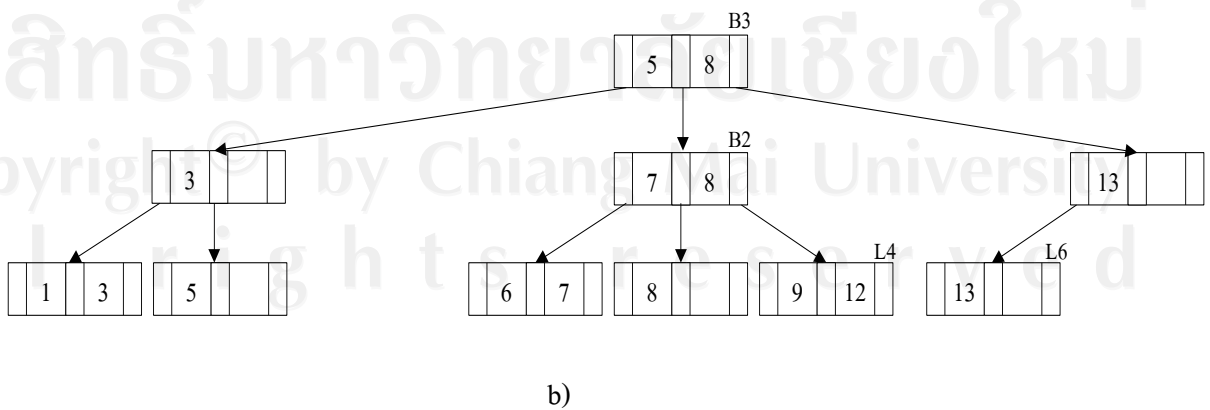 B3
สิทธิ์มหาวิทยาลัยเชียงใหม่
5 8
B2
pyright© by Chiang Mai University
3 7 8 13
l rights reserved
L4 L6
1 3 5 6 7 8 9 12 13
b)